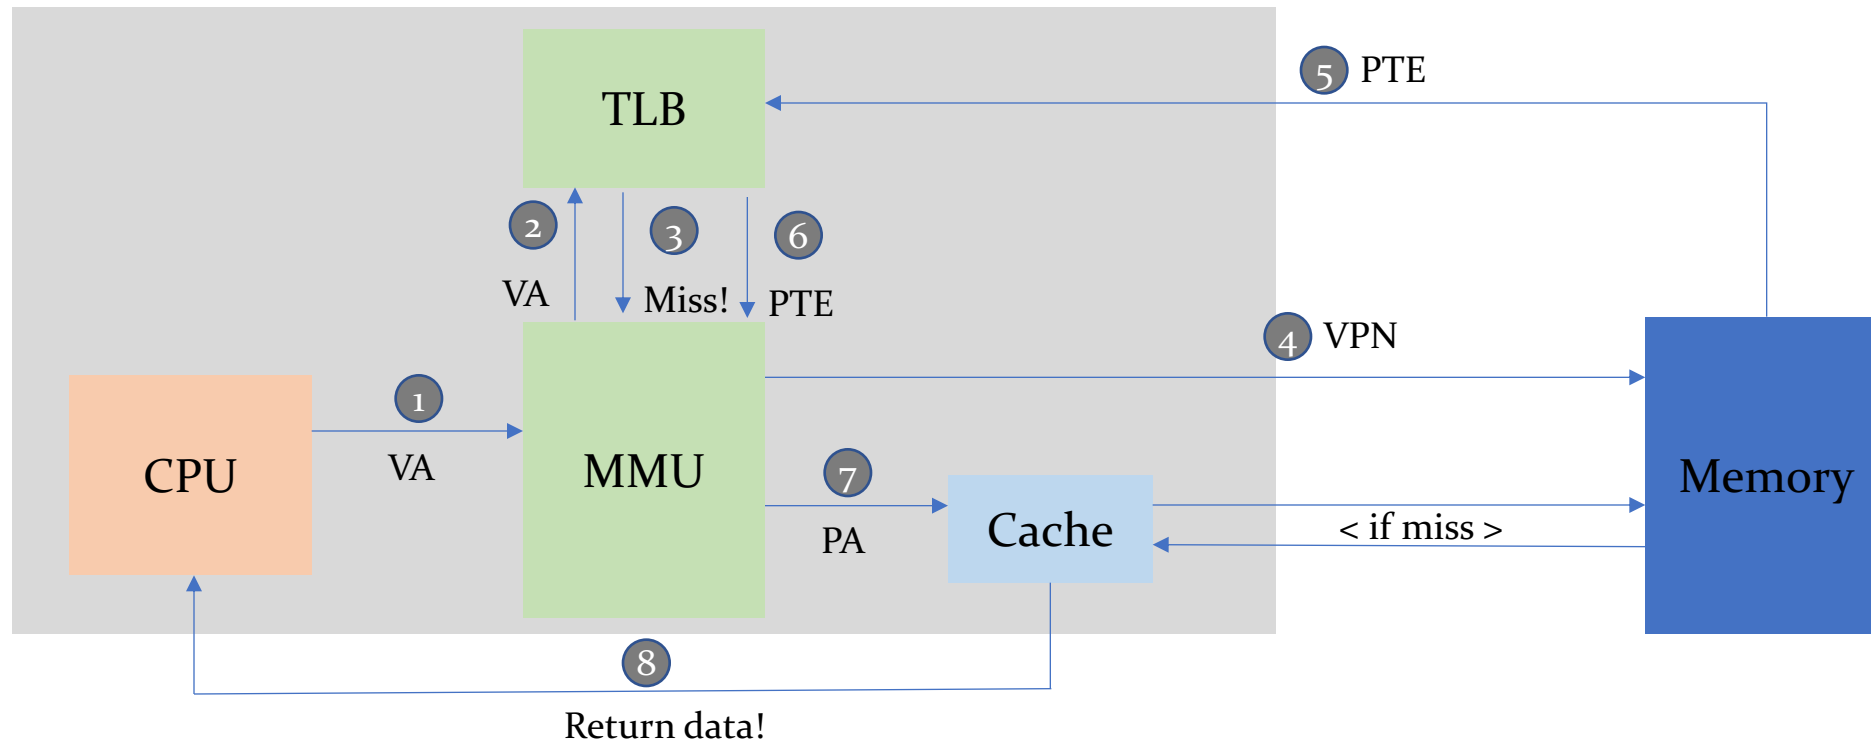 5 PTE
TLB
2
3
6
VA
Miss!
PTE
4 VPN
1
VA
CPU
MMU
7
PA
Cache
< if miss >
Memory
8
Return data!